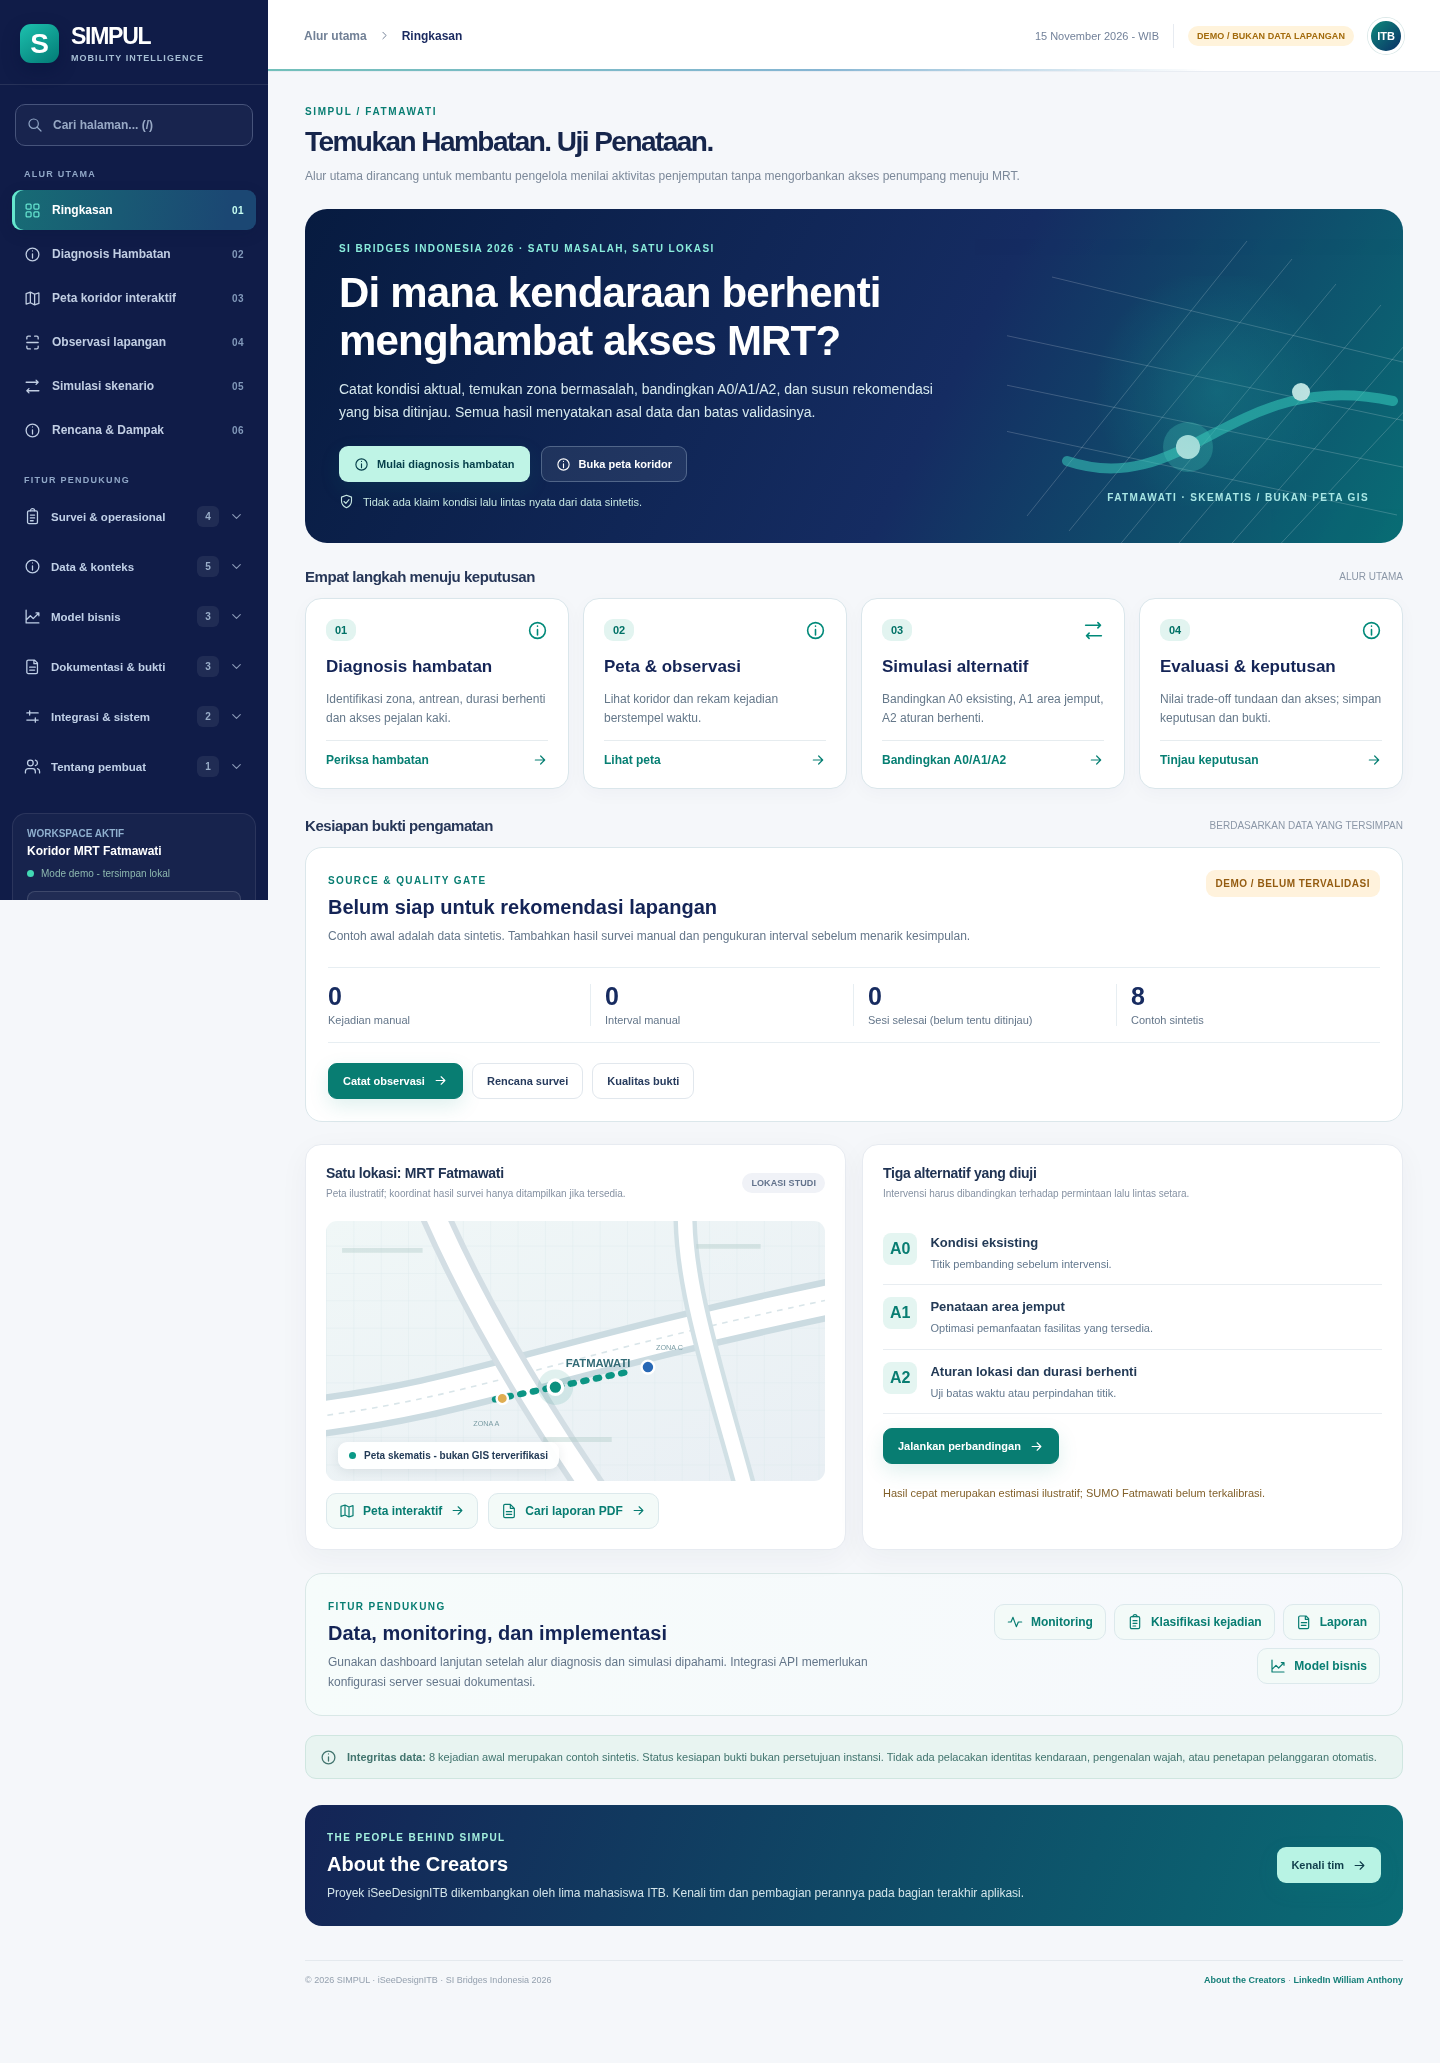 S
SIMPUL
MOBILITY INTELLIGENCE
Cari halaman... (/)
ALUR UTAMA
Ringkasan 01
Diagnosis Hambatan 02
Peta koridor interaktif 03
Observasi lapangan 04
Simulasi skenario 05
Rencana & Dampak 06
FITUR PENDUKUNG
Survei & operasional 4
Data & konteks 5
Model bisnis 3
Dokumentasi & bukti 3
Integrasi & sistem 2
Tentang pembuat 1
WORKSPACE AKTIF
Koridor MRT Fatmawati
Mode demo - tersimpan lokal
Alur utama > Ringkasan
15 November 2026 - WIB
DEMO / BUKAN DATA LAPANGAN
ITB
SIMPUL / FATMAWATI
Temukan Hambatan. Uji Penataan.
Alur utama dirancang untuk membantu pengelola menilai aktivitas penjemputan tanpa mengorbankan akses penumpang menuju MRT.
SI BRIDGES INDONESIA 2026 · SATU MASALAH, SATU LOKASI
Di mana kendaraan berhenti
menghambat akses MRT?
Catat kondisi aktual, temukan zona bermasalah, bandingkan A0/A1/A2, dan susun rekomendasi
yang bisa ditinjau. Semua hasil menyatakan asal data dan batas validasinya.
Mulai diagnosis hambatan
Buka peta koridor
Tidak ada klaim kondisi lalu lintas nyata dari data sintetis.
FATMAWATI · SKEMATIS / BUKAN PETA GIS
Empat langkah menuju keputusan
ALUR UTAMA
01
Diagnosis hambatan
Identifikasi zona, antrean, durasi berhenti
dan akses pejalan kaki.
Periksa hambatan
02
Peta & observasi
Lihat koridor dan rekam kejadian
berstempel waktu.
Lihat peta
03
Simulasi alternatif
Bandingkan A0 eksisting, A1 area jemput,
A2 aturan berhenti.
Bandingkan A0/A1/A2
04
Evaluasi & keputusan
Nilai trade-off tundaan dan akses; simpan
keputusan dan bukti.
Tinjau keputusan
Kesiapan bukti pengamatan
BERDASARKAN DATA YANG TERSIMPAN
SOURCE & QUALITY GATE
DEMO / BELUM TERVALIDASI
Belum siap untuk rekomendasi lapangan
Contoh awal adalah data sintetis. Tambahkan hasil survei manual dan pengukuran interval sebelum menarik kesimpulan.
0
Kejadian manual
0
Interval manual
0
Sesi selesai (belum tentu ditinjau)
8
Contoh sintetis
Catat observasi
Rencana survei
Kualitas bukti
Satu lokasi: MRT Fatmawati
Peta ilustratif; koordinat hasil survei hanya ditampilkan jika tersedia.
LOKASI STUDI
ZONA C
FATMAWATI
ZONA A
Peta skematis - bukan GIS terverifikasi
Peta interaktif
Cari laporan PDF
Tiga alternatif yang diuji
Intervensi harus dibandingkan terhadap permintaan lalu lintas setara.
A0
Kondisi eksisting
Titik pembanding sebelum intervensi.
A1
Penataan area jemput
Optimasi pemanfaatan fasilitas yang tersedia.
A2
Aturan lokasi dan durasi berhenti
Uji batas waktu atau perpindahan titik.
Jalankan perbandingan
Hasil cepat merupakan estimasi ilustratif; SUMO Fatmawati belum terkalibrasi.
FITUR PENDUKUNG
Data, monitoring, dan implementasi
Gunakan dashboard lanjutan setelah alur diagnosis dan simulasi dipahami. Integrasi API memerlukan
konfigurasi server sesuai dokumentasi.
Monitoring
Klasifikasi kejadian
Laporan
Model bisnis
Integritas data: 8 kejadian awal merupakan contoh sintetis. Status kesiapan bukti bukan persetujuan instansi. Tidak ada pelacakan identitas kendaraan, pengenalan wajah, atau penetapan pelanggaran otomatis.
THE PEOPLE BEHIND SIMPUL
About the Creators
Proyek iSeeDesignITB dikembangkan oleh lima mahasiswa ITB. Kenali tim dan pembagian perannya pada bagian terakhir aplikasi.
Kenali tim
© 2026 SIMPUL · iSeeDesignITB · SI Bridges Indonesia 2026
About the Creators · LinkedIn William Anthony